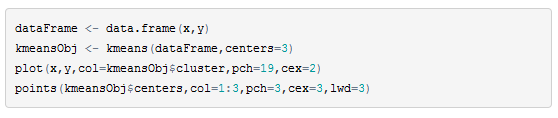 dataFrame <- data.frame(x,y)
kmeansObj <- kmeans(dataFrame,centers=3)
plot(x,y,col=kmeansObj$cluster,pch=19,cex=2)
points(kmeansObj$centers,col=1:3,pch=3,cex=3,lwd=3)